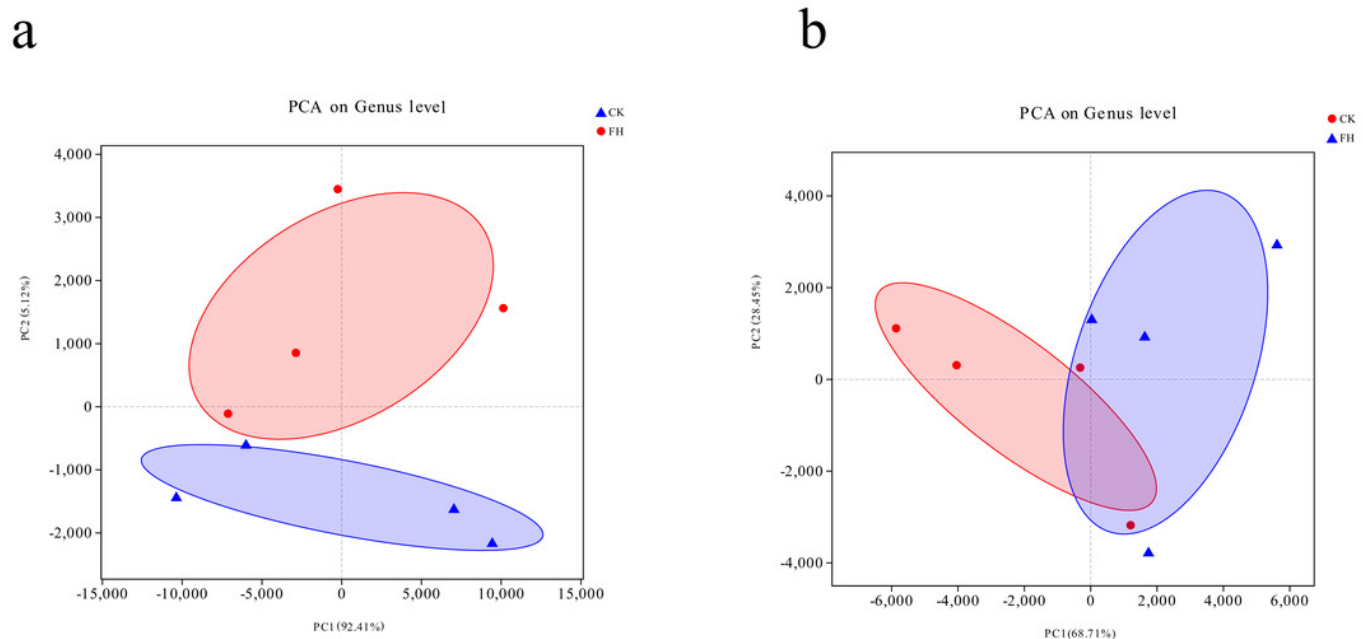 a
PCA on Genus level
CK
FH
4,000
3,000
2,000
1,000
0
-1,000
-2,000
PC2 (5.12%)
-15,000 -10,000 -5,000 0 5,000 10,000 15,000
PC1 (92.41%)
b
PCA on Genus level
CK
FH
4,000
2,000
0
-2,000
-4,000
PC2 (28.45%)
-6,000 -4,000 -2,000 0 2,000 4,000 6,000
PC1(68.71%)